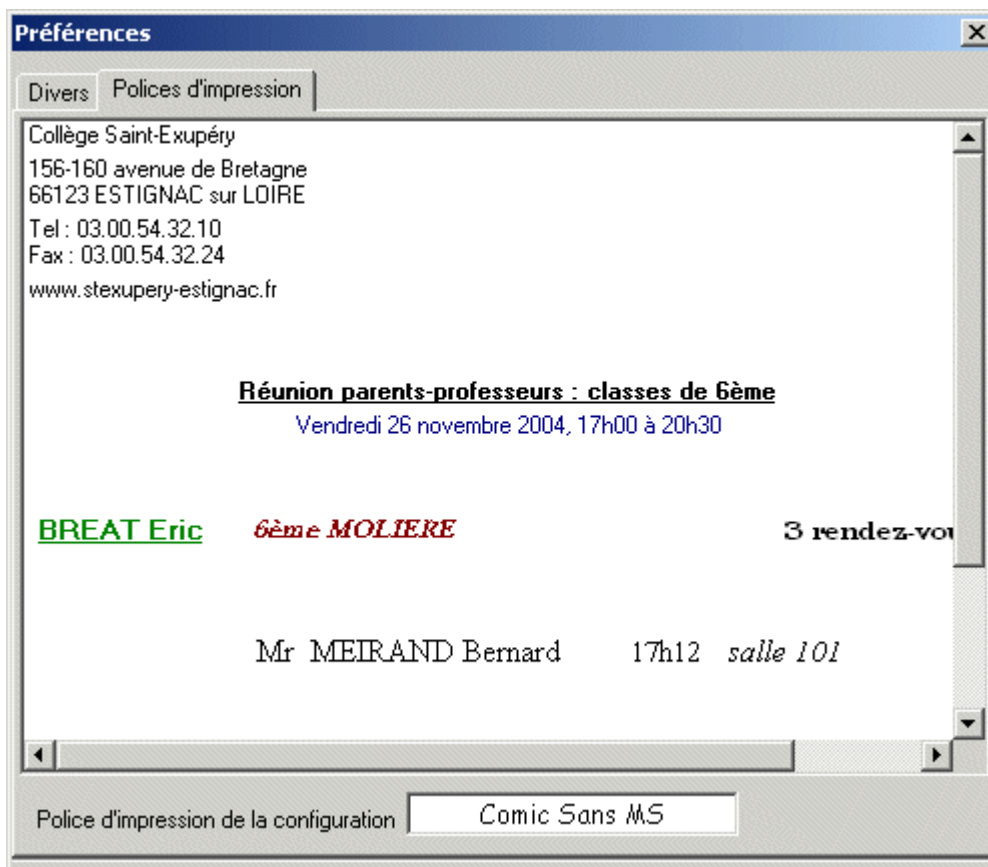 Préférences
Divers Polices d'impression
Collège Saint-Exupéry
156-160 avenue de Bretagne
66123 ESTIGNAC sur LOIRE
Tel : 03.00.54.32.10
Fax : 03.00.54.32.24
www.stexupery-estignac.fr
Réunion parents-professeurs : classes de 6ème
Vendredi 26 novembre 2004, 17h00 à 20h30
BREAT Eric 6ème MOLIERE 3 rendez-vou
Mr MEIRAND Bernard 17h12 salle 101
Police d'impression de la configuration Comic Sans MS